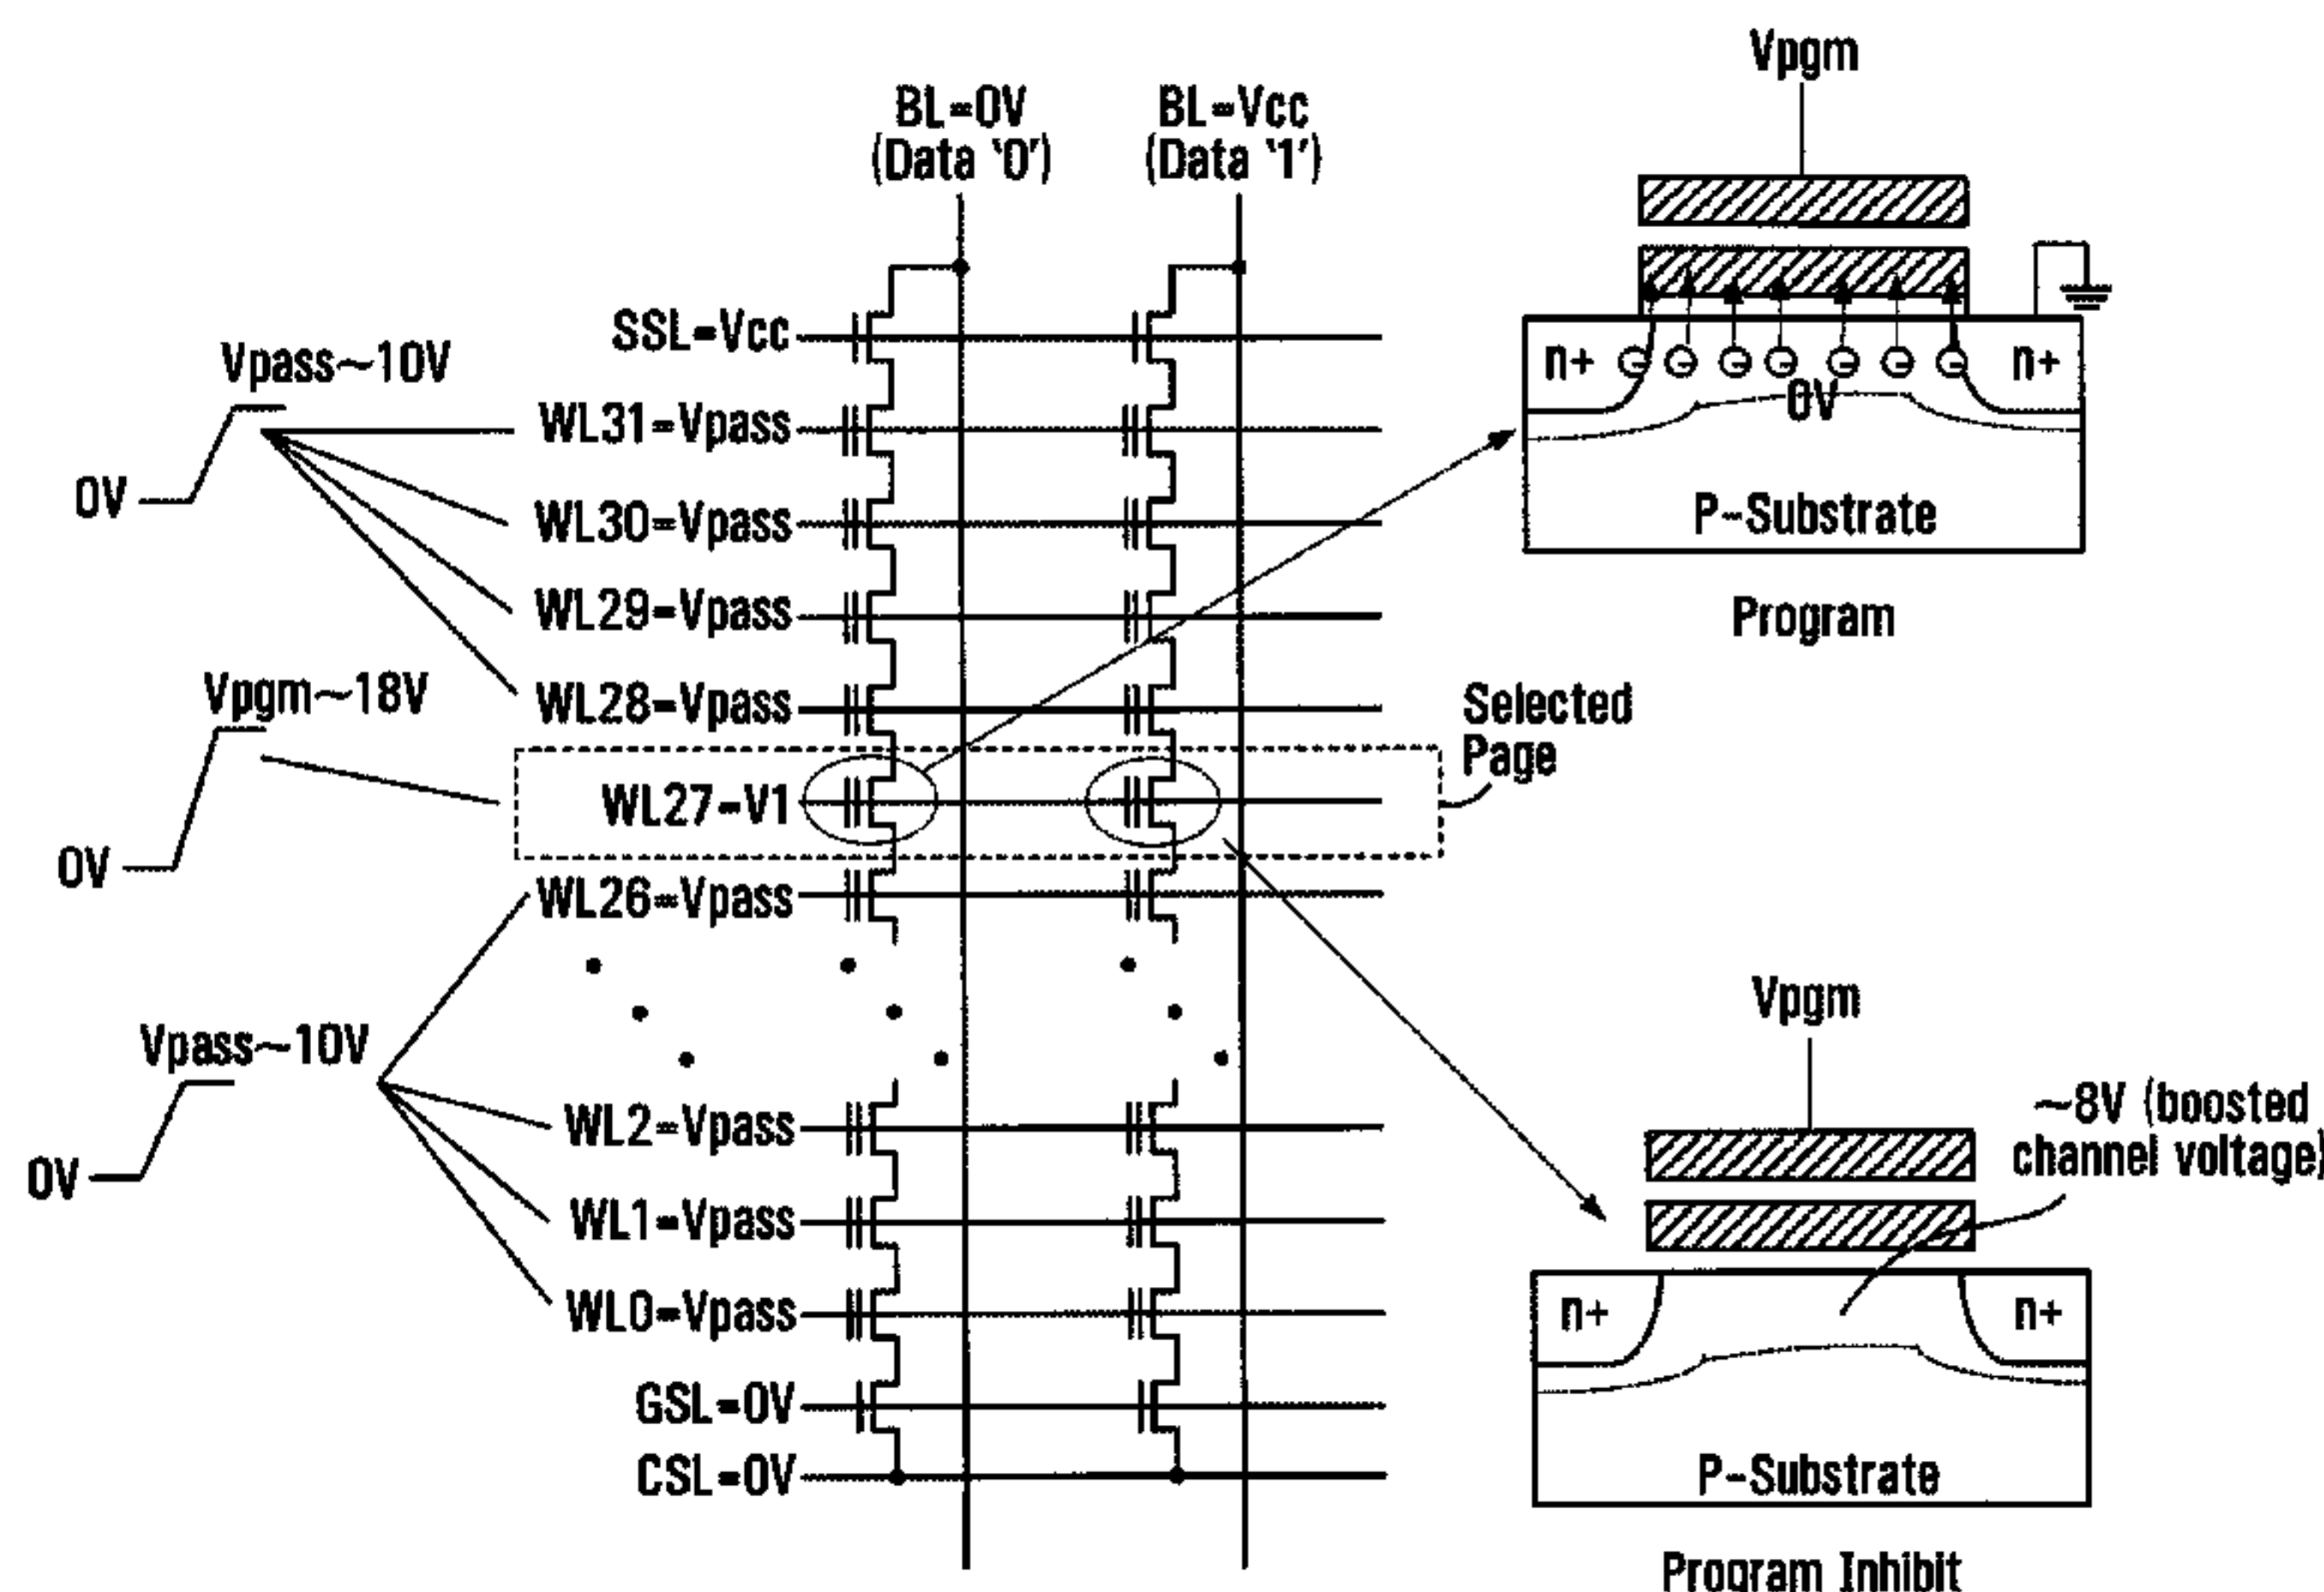 BL=0V
(Data '0')
BL=Vcc
(Data '1')
SSL=Vcc
Vpass~10V
0V
WL31=Vpass
WL30=Vpass
WL29=Vpass
WL28=Vpass
Vpgm~18V
0V
WL27-V1
Selected
Page
WL26=Vpass
Vpass~10V
0V
WL2=Vpass
WL1=Vpass
WL0=Vpass
GSL=0V
CSL=0V
Vpgm
n+
n+
0V
P-Substrate
Program
Vpgm
~8V (boosted
channel voltage)
n+
n+
P-Substrate
Program Inhibit